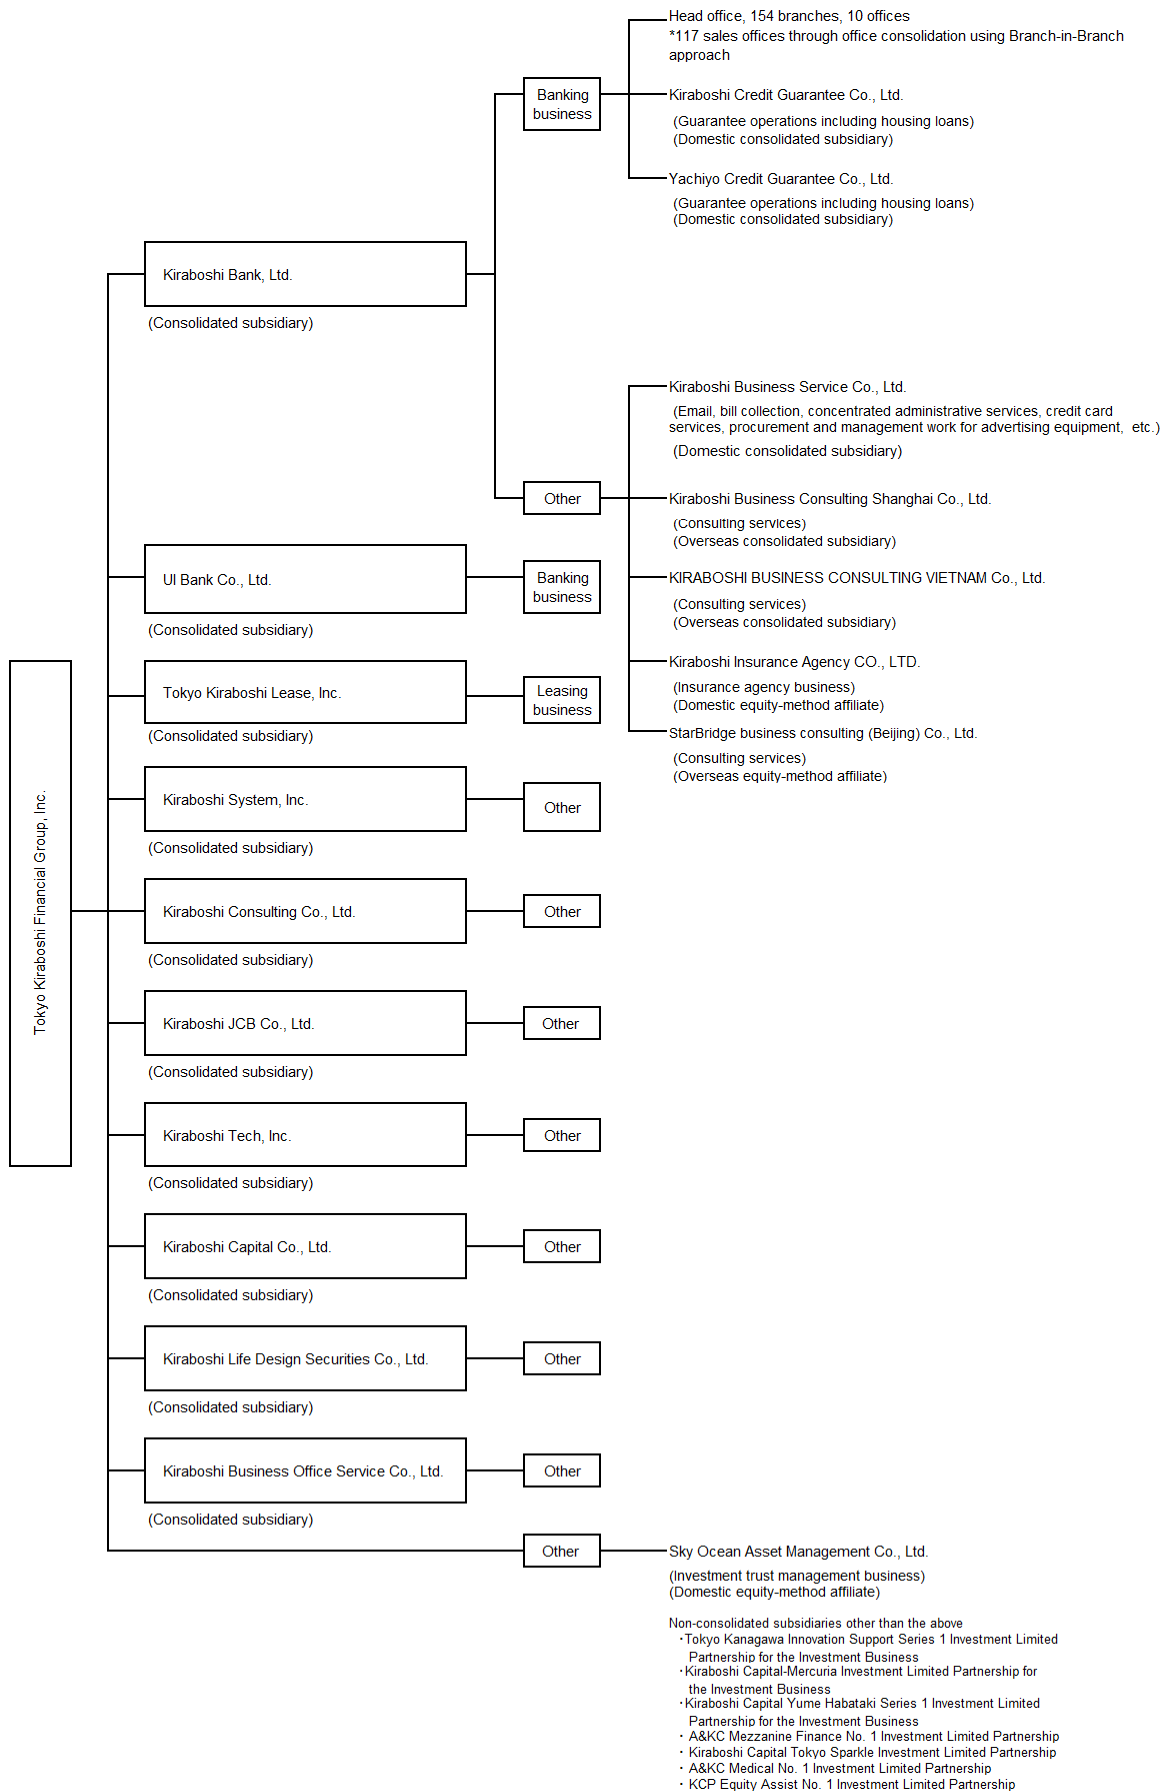 Tokyo Kiraboshi Financial Group, Inc.
Kiraboshi Bank, Ltd.
(Consolidated subsidiary)
Banking
business
Head office, 154 branches, 10 offices
*117 sales offices through office consolidation using Branch-in-Branch
approach
Kiraboshi Credit Guarantee Co., Ltd.
(Guarantee operations including housing loans)
(Domestic consolidated subsidiary)
Yachiyo Credit Guarantee Co., Ltd.
(Guarantee operations including housing loans)
(Domestic consolidated subsidiary)
Other
Kiraboshi Business Service Co., Ltd.
(Email, bill collection, concentrated administrative services, credit card
services, procurement and management work for advertising equipment, etc.)
(Domestic consolidated subsidiary)
Kiraboshi Business Consulting Shanghai Co., Ltd.
(Consulting services)
(Overseas consolidated subsidiary)
KIRABOSHI BUSINESS CONSULTING VIETNAM Co., Ltd.
(Consulting services)
(Overseas consolidated subsidiary)
Kiraboshi Insurance Agency CO., LTD.
(Insurance agency business)
(Domestic equity-method affiliate)
StarBridge business consulting (Beijing) Co., Ltd.
(Consulting services)
(Overseas equity-method affiliate)
UI Bank Co., Ltd.
(Consolidated subsidiary)
Banking
business
Tokyo Kiraboshi Lease, Inc.
(Consolidated subsidiary)
Leasing
business
Kiraboshi System, Inc.
(Consolidated subsidiary)
Other
Kiraboshi Consulting Co., Ltd.
(Consolidated subsidiary)
Other
Kiraboshi JCB Co., Ltd.
(Consolidated subsidiary)
Other
Kiraboshi Tech, Inc.
(Consolidated subsidiary)
Other
Kiraboshi Capital Co., Ltd.
(Consolidated subsidiary)
Other
Kiraboshi Life Design Securities Co., Ltd.
(Consolidated subsidiary)
Other
Kiraboshi Business Office Service Co., Ltd.
(Consolidated subsidiary)
Other
Other
Sky Ocean Asset Management Co., Ltd.
(Investment trust management business)
(Domestic equity-method affiliate)
Non-consolidated subsidiaries other than the above
・Tokyo Kanagawa Innovation Support Series 1 Investment Limited
Partnership for the Investment Business
・Kiraboshi Capital-Mercuria Investment Limited Partnership for
the Investment Business
・Kiraboshi Capital Yume Habataki Series 1 Investment Limited
Partnership for the Investment Business
・ A&KC Mezzanine Finance No. 1 Investment Limited Partnership
・ Kiraboshi Capital Tokyo Sparkle Investment Limited Partnership
・ A&KC Medical No. 1 Investment Limited Partnership
・ KCP Equity Assist No. 1 Investment Limited Partnership